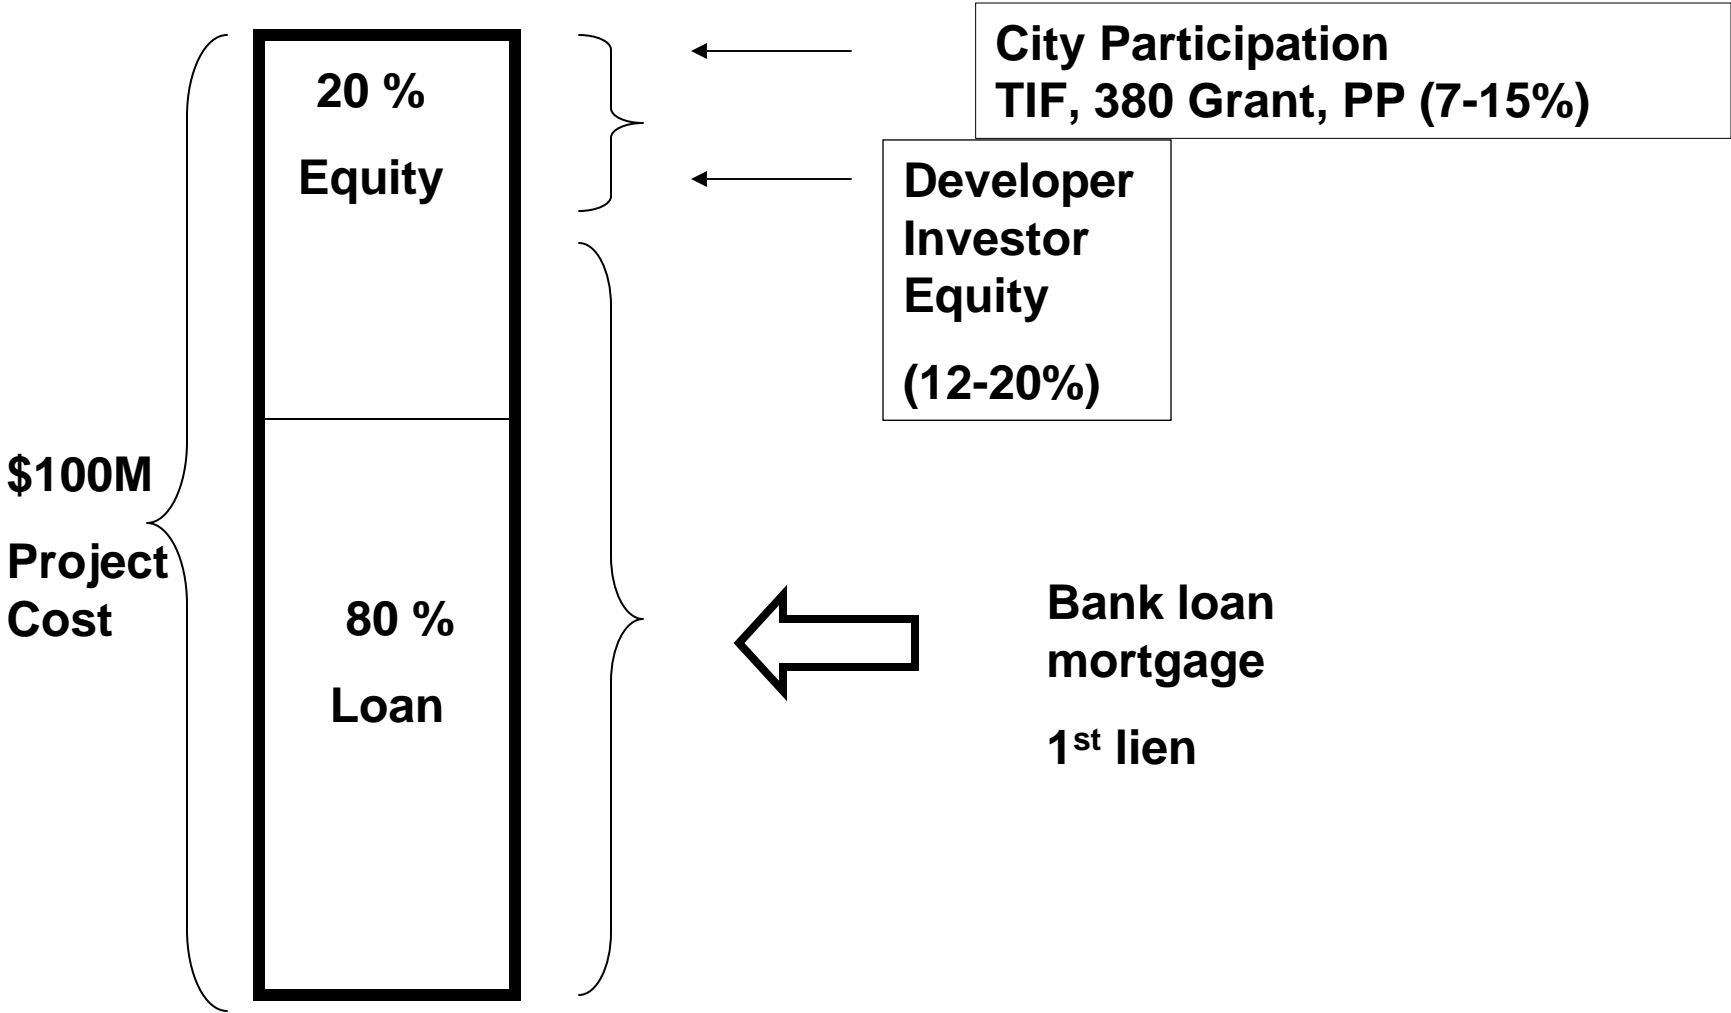 $100M
Project
Cost
20 %
Equity
80 %
Loan
City Participation
TIF, 380 Grant, PP (7-15%)
Developer
Investor
Equity
(12-20%)
Bank loan
mortgage
1st lien